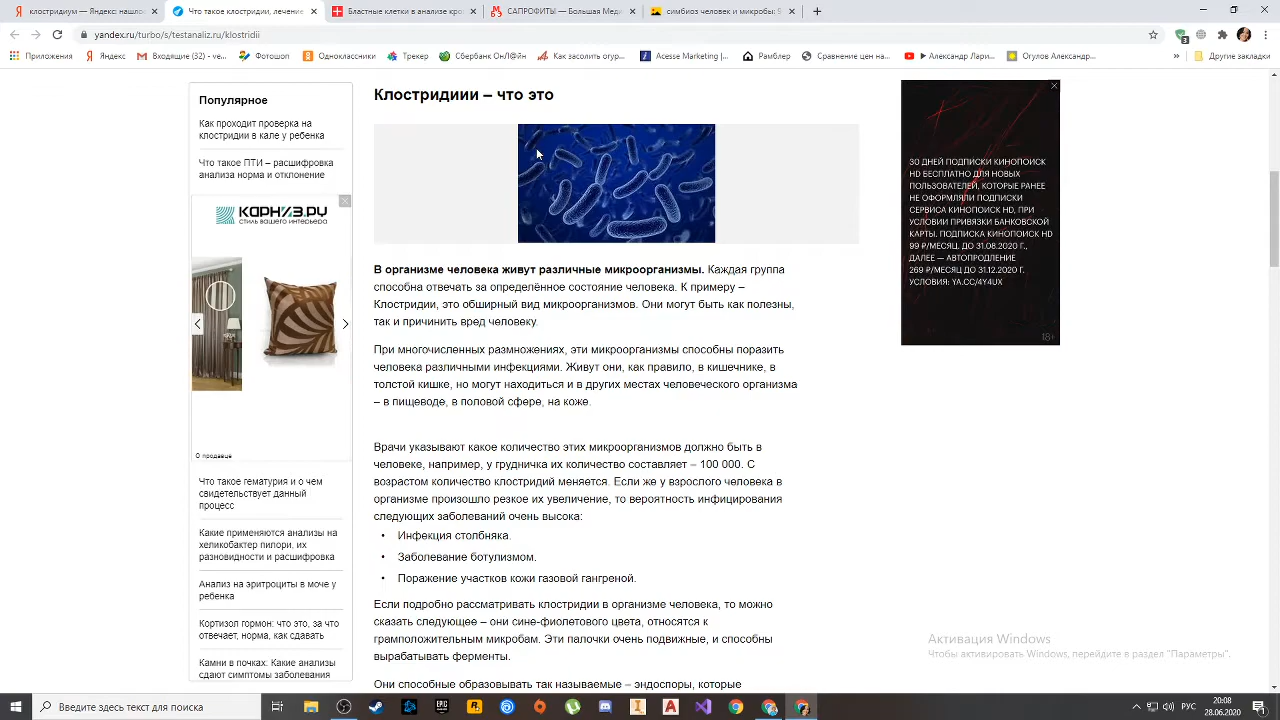 клостридиум — Яндекс нашлос
Что такое клостридии, лечение
Бластные клетки в анализе кро
САПРОФИТЫ — Большая Меди
симбиоз человека и микробы: 9
yandex.ru/turbo/s/testanaliz.ru/klostridii
Приложения
Яндекс
Входящие (32) - ve...
Фотошоп
Одноклассники
Трекер
Сбербанк ОнЛ@йн
Как засолить огур...
Acesse Marketing |...
Рамблер
Сравнение цен на...
► Александр Лари...
Огулов Александр...
»
Другие закладки
Популярное
Как проходит проверка на
клостридии в кале у ребенка
Что такое ПТИ – расшифровка
анализа норма и отклонение
КАРНИЗ.РУ
СТИЛЬ ВАШЕГО ИНТЕРЬЕРА
О продавце
Что такое гематурия и о чем
свидетельствует данный
процесс
Какие применяются анализы на
хеликобактер пилори, их
разновидности и расшифровка
Анализ на эритроциты в моче у
ребенка
Кортизол гормон: что это, за что
отвечает, норма, как сдавать
Камни в почках: Какие анализы
сдают симптомы заболевания
Клостридиии – что это
В организме человека живут различные микроорганизмы. Каждая группа
способна отвечать за определённое состояние человека. К примеру –
Клостридии, это обширный вид микроорганизмов. Они могут быть как полезны,
так и причинить вред человеку.
При многочисленных размножениях, эти микроорганизмы способны поразить
человека различными инфекциями. Живут они, как правило, в кишечнике, в
толстой кишке, но могут находиться и в других местах человеческого организма
– в пищеводе, в половой сфере, на коже.
Врачи указывают какое количество этих микроорганизмов должно быть в
человеке, например, у грудничка их количество составляет – 100 000. С
возрастом количество клостридий меняется. Если же у взрослого человека в
организме произошло резкое их увеличение, то вероятность инфицирования
следующих заболеваний очень высока:
• Инфекция столбняка.
• Заболевание ботулизмом.
• Поражение участков кожи газовой гангреной.
Если подробно рассматривать клостридии в организме человека, то можно
сказать следующее – они сине-фиолетового цвета, относятся к
грамположительным микробам. Эти палочки очень подвижные, и способны
вырабатывать ферменты.
Они способные образовать так называемые – эндоспоры, которые
30 ДНЕЙ ПОДПИСКИ КИНОПОИСК
HD БЕСПЛАТНО ДЛЯ НОВЫХ
ПОЛЬЗОВАТЕЛЕЙ, КОТОРЫЕ РАНЕЕ
НЕ ОФОРМЛЯЛИ ПОДПИСКИ
СЕРВИСА КИНОПОИСК HD, ПРИ
УСЛОВИИ ПРИВЯЗКИ БАНКОВСКОЙ
КАРТЫ. ПОДПИСКА КИНОПОИСК HD
99 ₽/МЕСЯЦ. ДО 31.08.2020 Г.,
ДАЛЕЕ — АВТОПРОДЛЕНИЕ
269 ₽/МЕСЯЦ ДО 31.12.2020 Г.
УСЛОВИЯ: YA.CC/4Y4UX
18+
Активация Windows
Чтобы активировать Windows, перейдите в раздел "Параметры".
Введите здесь текст для поиска
РУС
20:08
28.06.2020